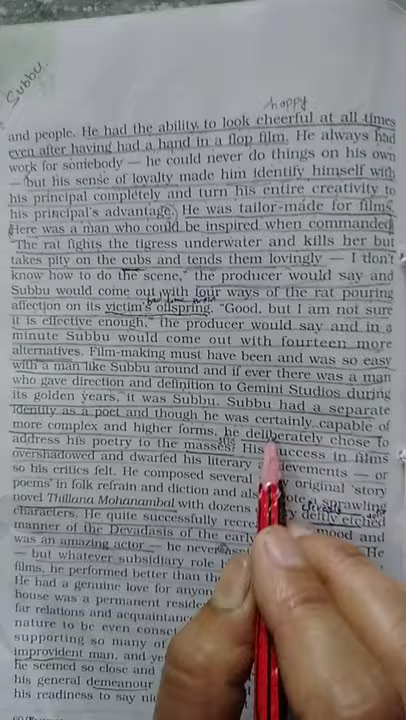 Subbu.
happy
and people. He had the ability to look cheerful at all times
even after having had a hand in a flop film. He always had
work for somebody — he could never do things on his own
— but his sense of loyalty made him identify himself with
his principal completely and turn his entire creativity to
his principal's advantage. He was tailor-made for films.
Here was a man who could be inspired when commanded.
"The rat fights the tigress underwater and kills her but
takes pity on the cubs and tends them lovingly — I don't
know how to do the scene," the producer would say and
Subbu would come out with four ways of the rat pouring
affection on its victim's offspring. "Good, but I am not sure
it is effective enough," the producer would say and in a
minute Subbu would come out with fourteen more
alternatives. Film-making must have been and was so easy
with a man like Subbu around and if ever there was a man
who gave direction and definition to Gemini Studios during
its golden years, it was Subbu. Subbu had a separate
identity as a poet and though he was certainly capable of
more complex and higher forms, he deliberately chose to
address his poetry to the masses. His success in films
overshadowed and dwarfed his literary — or
so his critics felt. He composed several original 'story
poems' in folk refrain and diction and also a sprawling
novel Thillana Mohanambal with dozens deftly etched
characters. He quite successfully mood and
manner of the Devadasis of the early He
was an amazing actor — he never
— but whatever subsidiary role
films, he performed better than the
He had a genuine love for anyone
house was a permanent
far relations and
nature to be even
supporting so many of
improvident man, and yet
he seemed so close and
his general demeanour
his readiness to say